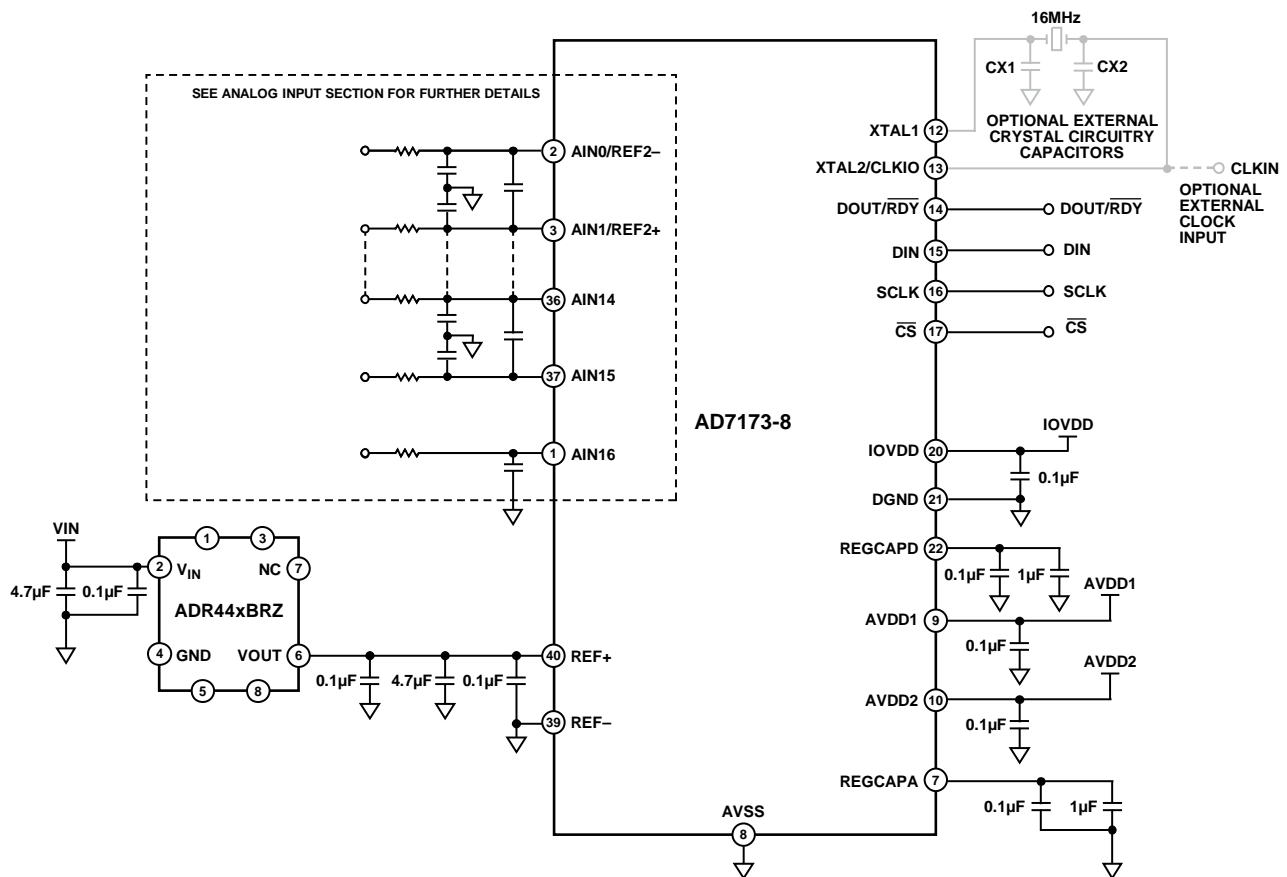 16MHz
CX1
CX2
OPTIONAL EXTERNAL
CRYSTAL CIRCUITRY
CAPACITORS
SEE ANALOG INPUT SECTION FOR FURTHER DETAILS
2
AIN0/REF2–
3
AIN1/REF2+
36
AIN14
37
AIN15
1
AIN16
AD7173-8
XTAL1
12
XTAL2/CLKIO
13
CLKIN
OPTIONAL
EXTERNAL
CLOCK
INPUT
DOUT/RDY
14
DOUT/RDY
DIN
15
DIN
SCLK
16
SCLK
CS
17
CS
IOVDD
IOVDD
20
0.1µF
DGND
21
REGCAPD
22
0.1µF
1µF
AVDD1
AVDD1
9
0.1µF
AVDD2
AVDD2
10
0.1µF
REGCAPA
7
0.1µF
1µF
VIN
4.7µF
0.1µF
1
3
2
VIN
NC
7
ADR44xBRZ
4
GND
VOUT
6
5
8
0.1µF
4.7µF
0.1µF
40
REF+
39
REF–
AVSS
8